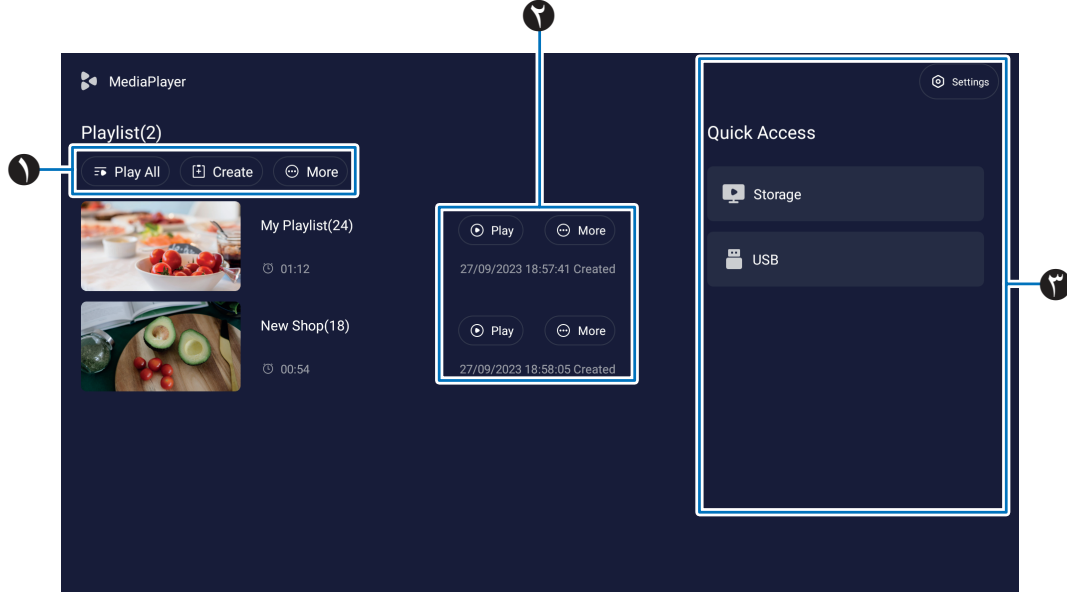 ٢
MediaPlayer
Settings
Playlist(2)
Quick Access
١
Play All Create More
Storage
My Playlist(24)
Play More
01:12
27/09/2023 18:57:41 Created
USB
٣
New Shop(18)
Play More
00:54
27/09/2023 18:58:05 Created